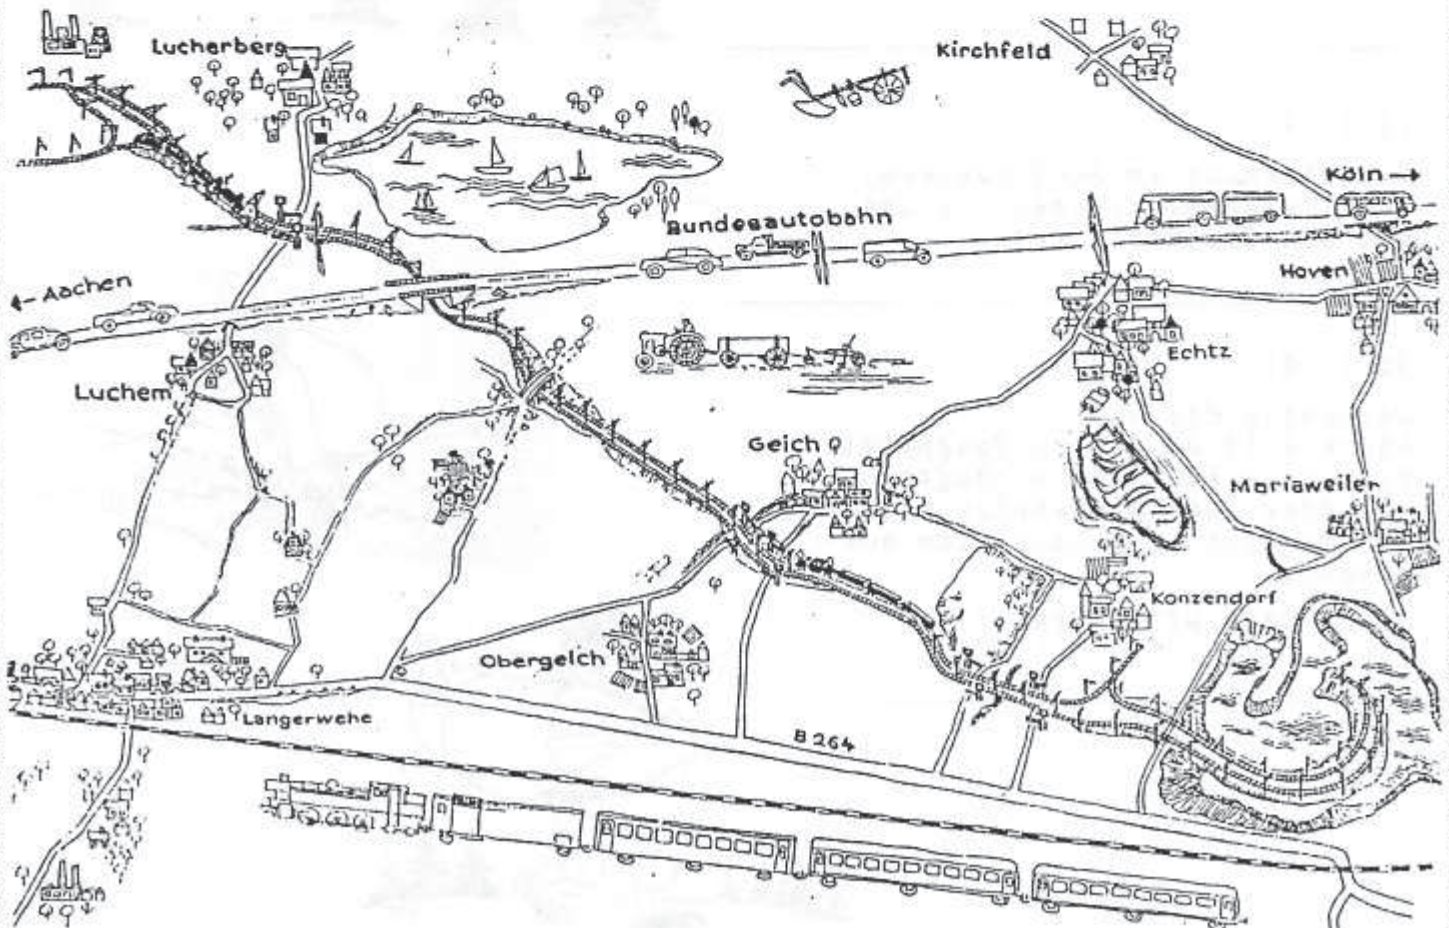 Lucherberg
Kirchfeld
Köln →
Bundesautobahn
Hoven
← Aachen
Echtz
Luchem
Geich
Mariaweiler
Konzendorf
Obergeich
Langerwehe
B 264